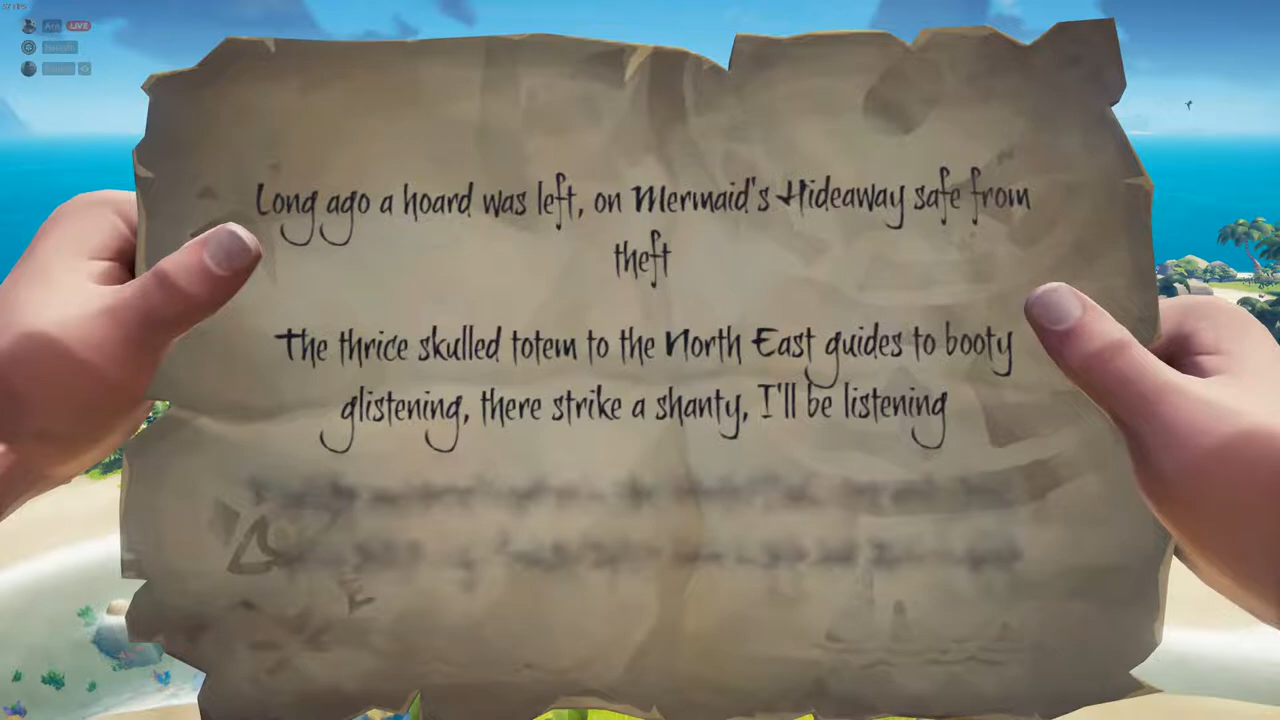 LIVE
Long ago a hoard was left, on Mermaid's Hideaway safe from
theft
The thrice skulled totem to the North East guides to booty
glistening, there strike a shanty, I'll be listening